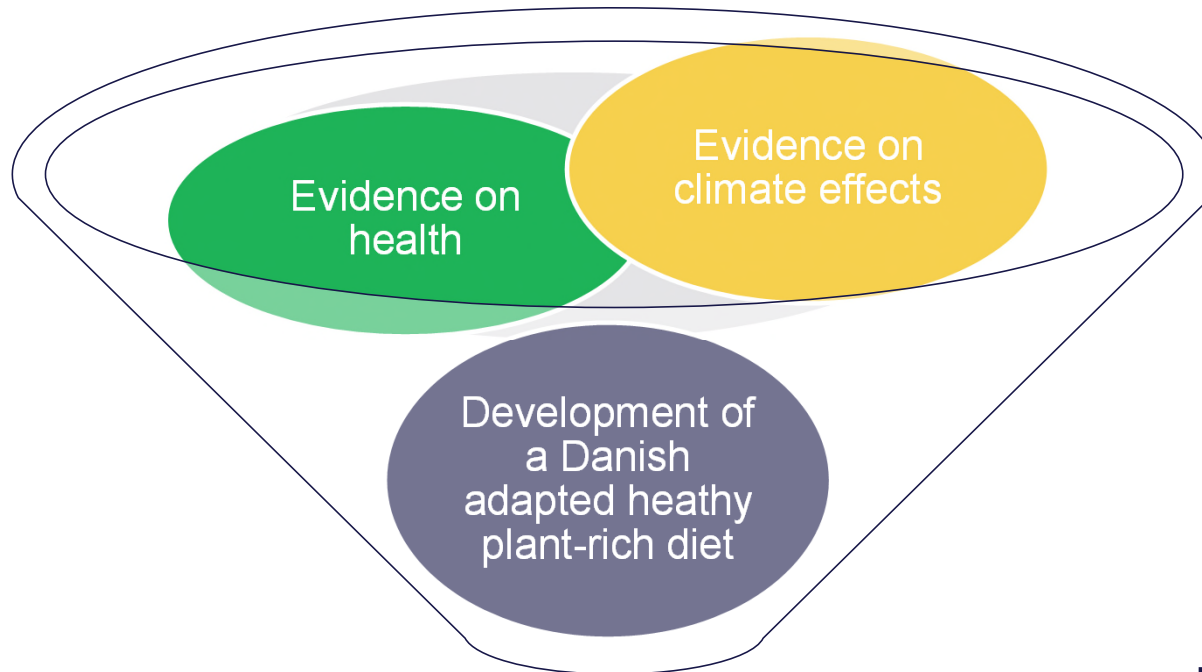 Evidence on
health
Evidence on
climate effects
Development of
a Danish
adapted heathy
plant-rich diet